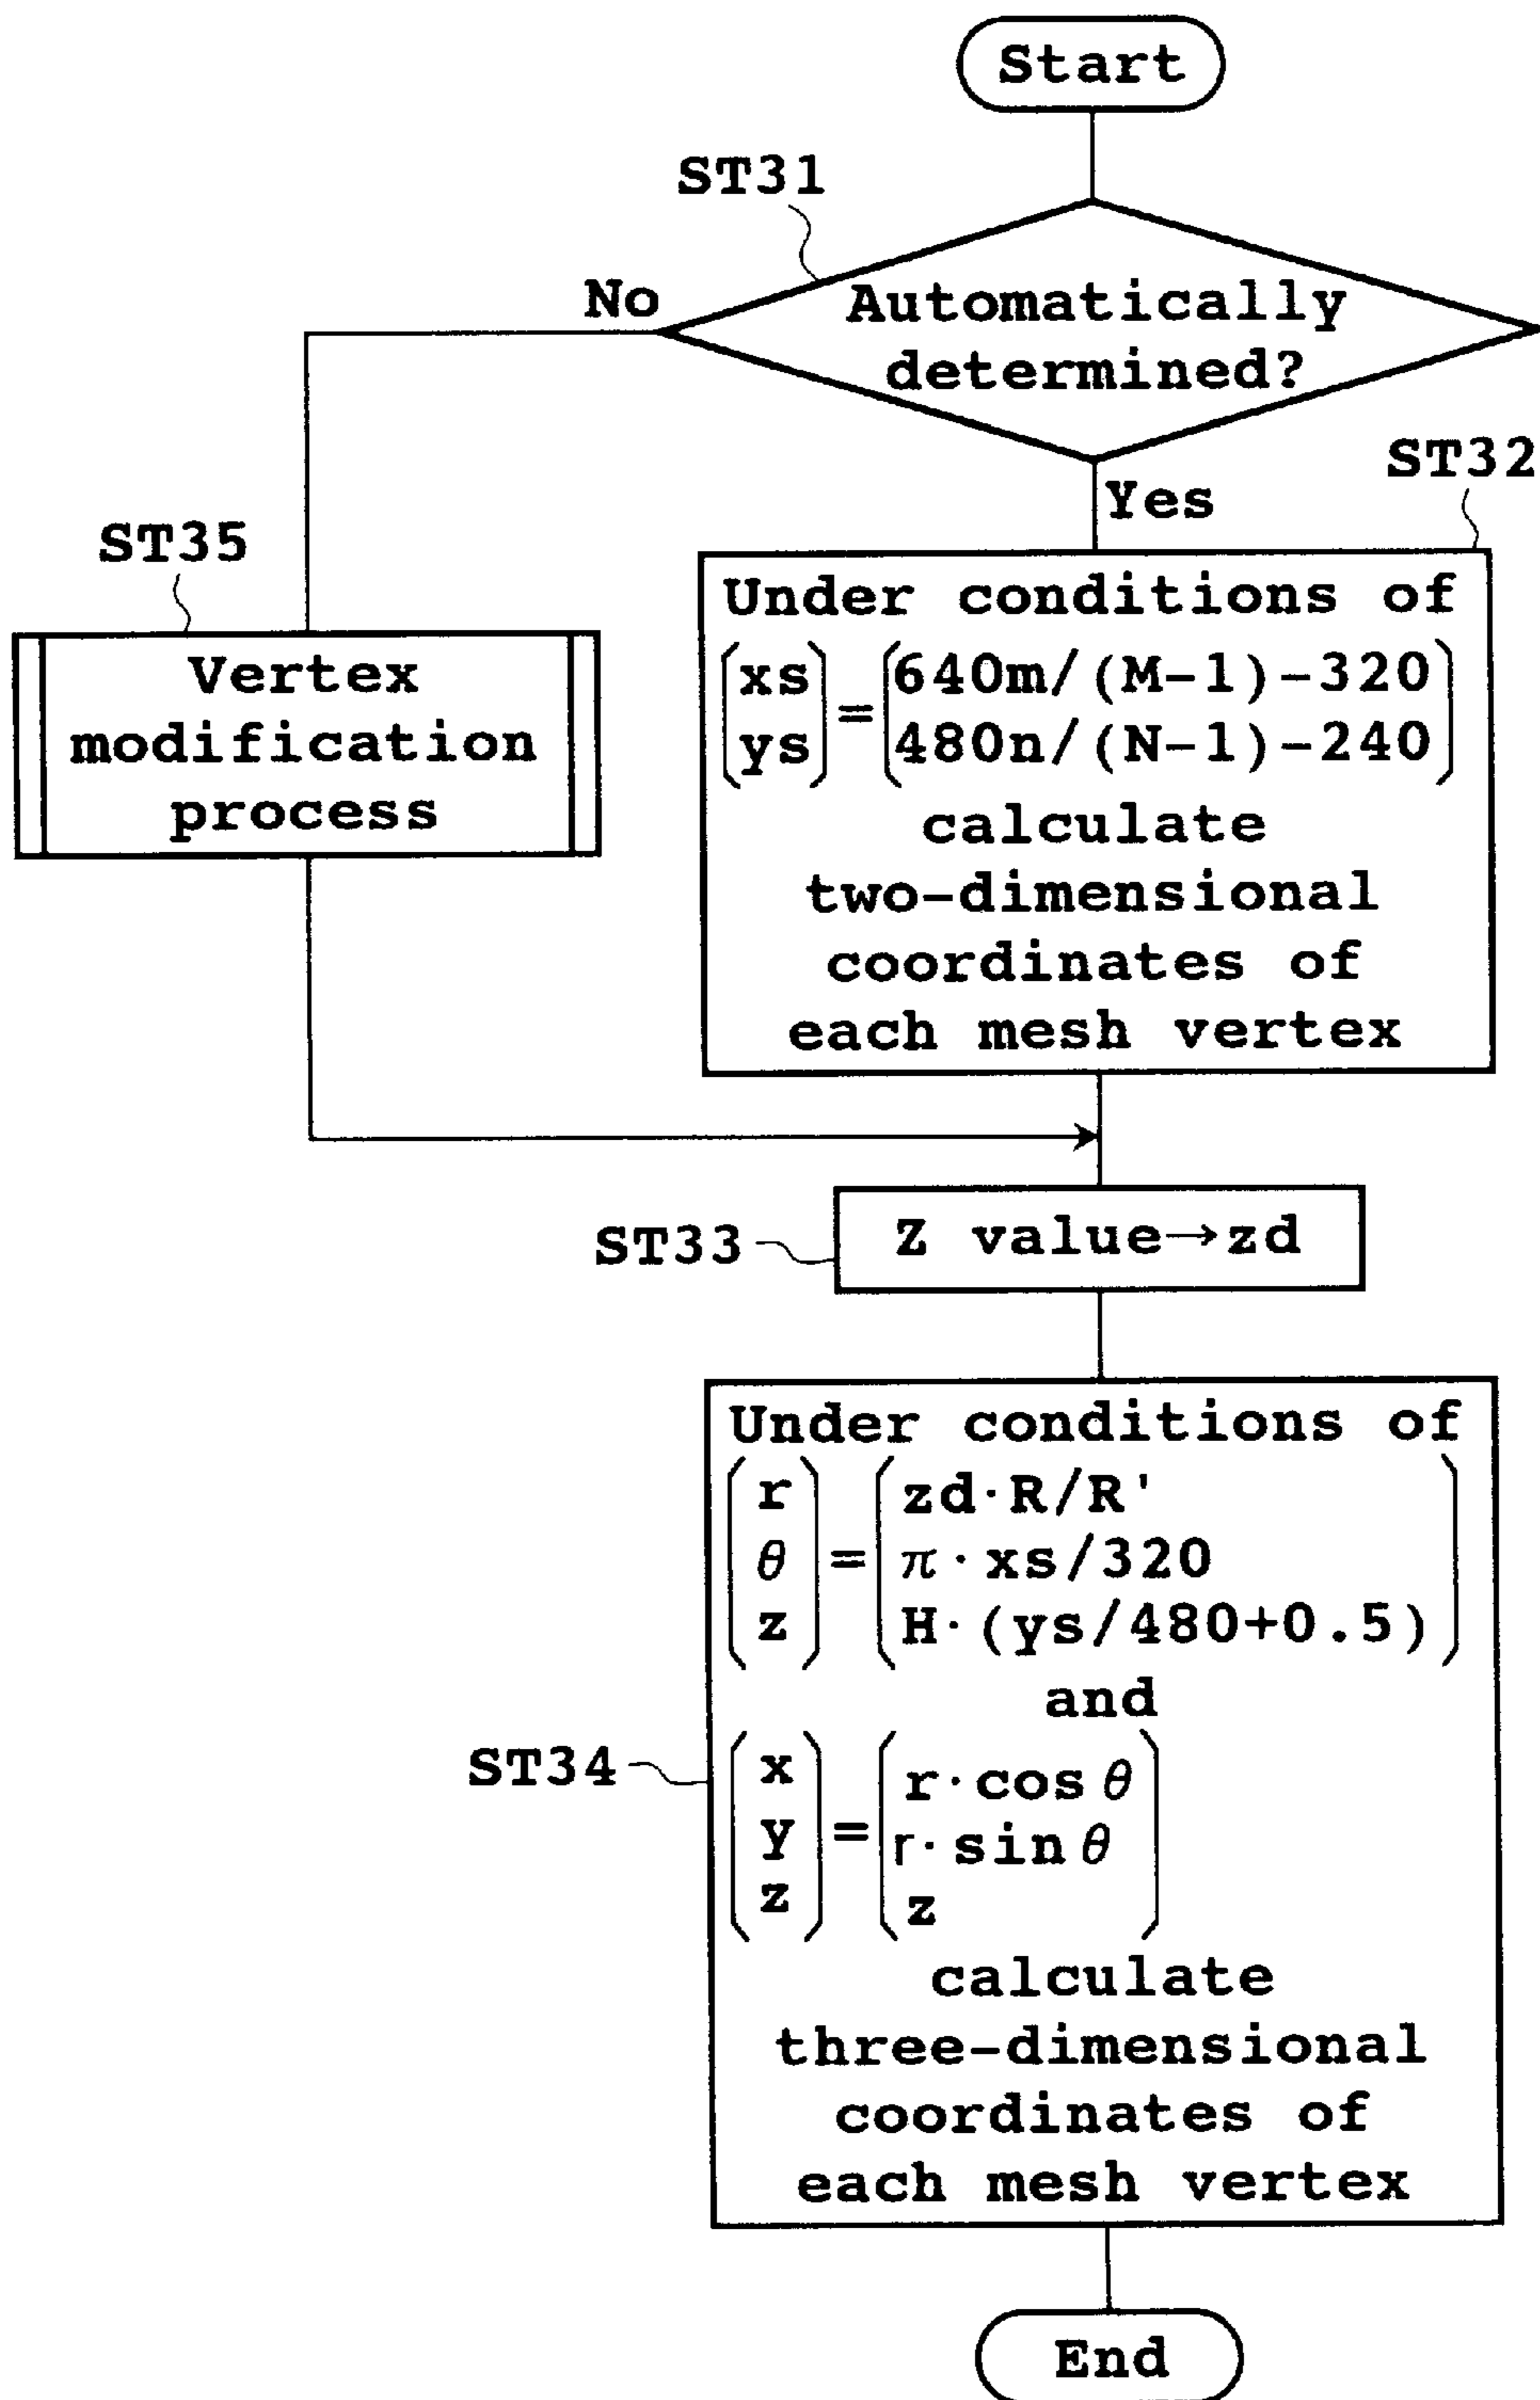 Start
ST31
No
Automatically
determined?
Yes
ST32
ST35
Vertex
modification
process
Under conditions of
(xs) = (640m/(M-1)-320)
(ys) (480n/(N-1)-240)
calculate
two-dimensional
coordinates of
each mesh vertex
ST33
Z value→zd
ST34
Under conditions of
r zd·R/R'
θ = π·xs/320
z H·(ys/480+0.5)
and
x r·cos θ
y = r·sin θ
z z
calculate
three-dimensional
coordinates of
each mesh vertex
End